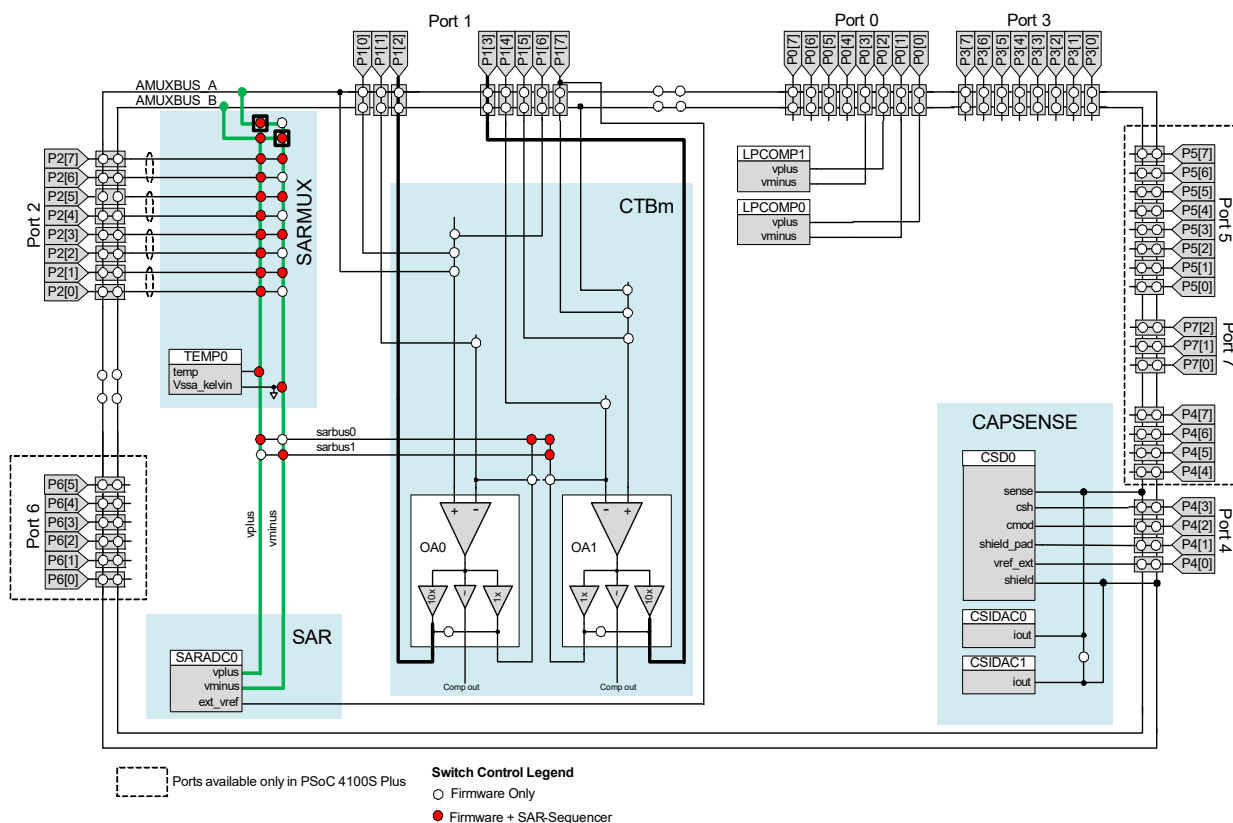 Port 1
Port 0
Port 3
P1[0]
P1[1]
P1[2]
P1[3]
P1[4]
P1[5]
P1[6]
P1[7]
P0[7]
P0[6]
P0[5]
P0[4]
P0[3]
P0[2]
P0[1]
P0[0]
P3[7]
P3[6]
P3[5]
P3[4]
P3[3]
P3[2]
P3[1]
P3[0]
AMUXBUS_A
AMUXBUS_B
Port 2
P2[7]
P2[6]
P2[5]
P2[4]
P2[3]
P2[2]
P2[1]
P2[0]
SARMUX
TEMP0
temp
Vssa_kelvin
sarbus0
sarbus1
vplus
vminus
CTBm
LPCOMP1
vplus
vminus
LPCOMP0
vplus
vminus
Port 5
P5[7]
P5[6]
P5[5]
P5[4]
P5[3]
P5[2]
P5[1]
P5[0]
Port 7
P7[2]
P7[1]
P7[0]
P4[7]
P4[6]
P4[5]
P4[4]
Port 4
P4[3]
P4[2]
P4[1]
P4[0]
CAPSENSE
CSD0
sense
csh
cmod
shield_pad
vref_ext
shield
CSIDAC0
iout
CSIDAC1
iout
Port 6
P6[5]
P6[4]
P6[3]
P6[2]
P6[1]
P6[0]
+
-
OA0
10x
~
1x
Comp out
-
+
OA1
1x
~
10x
Comp out
SAR
SARADC0
vplus
vminus
ext_vref
Ports available only in PSoC 4100S Plus
Switch Control Legend
Firmware Only
Firmware + SAR-Sequencer